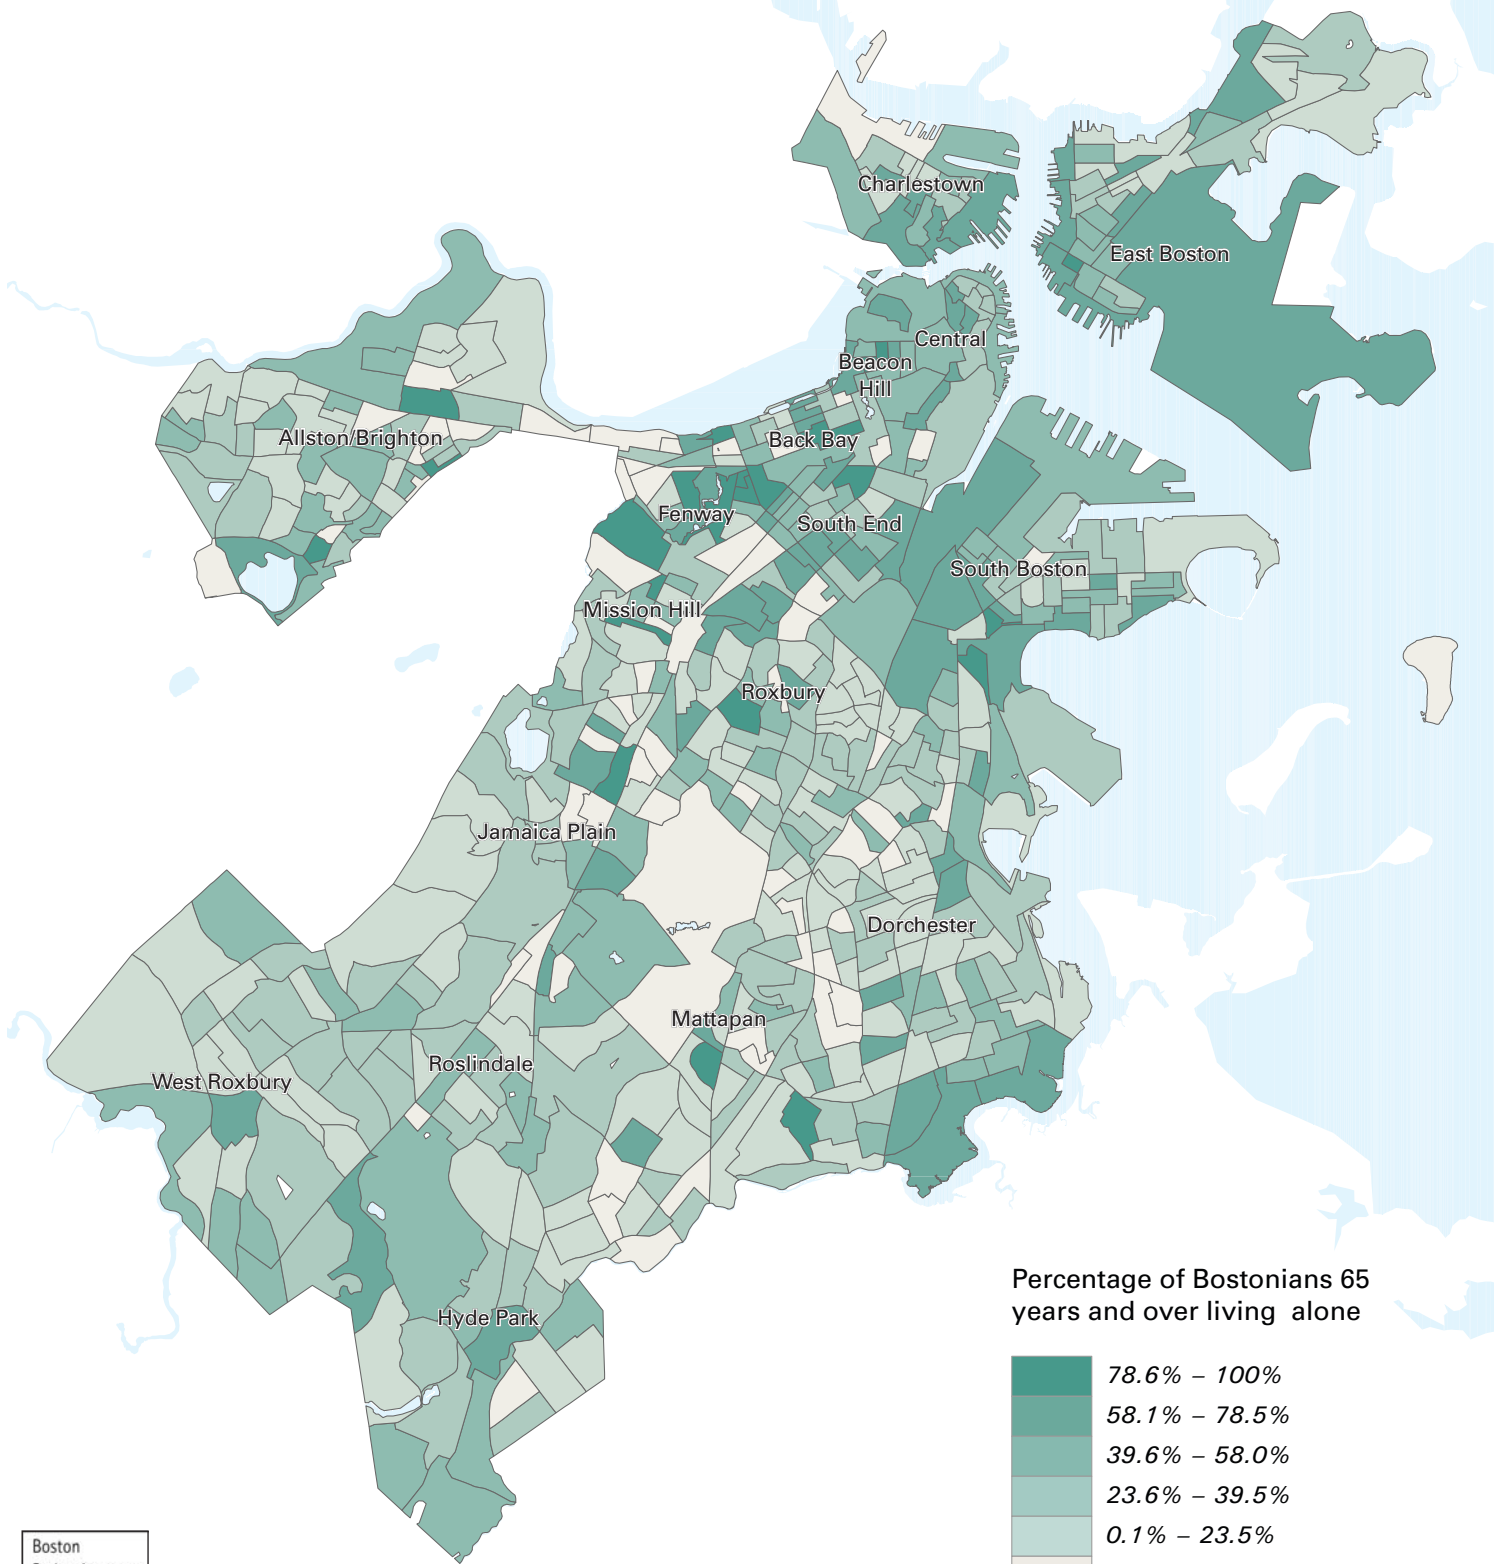 Charlestown
East Boston
Central
Beacon
Hill
Allston/Brighton
Back Bay
Fenway
South End
South Boston
Mission Hill
Roxbury
Jamaica Plain
Dorchester
Mattapan
Roslindale
West Roxbury
Hyde Park
Percentage of Bostonians 65
years and over living alone
78.6% – 100%
58.1% – 78.5%
39.6% – 58.0%
23.6% – 39.5%
0.1% – 23.5%
Boston